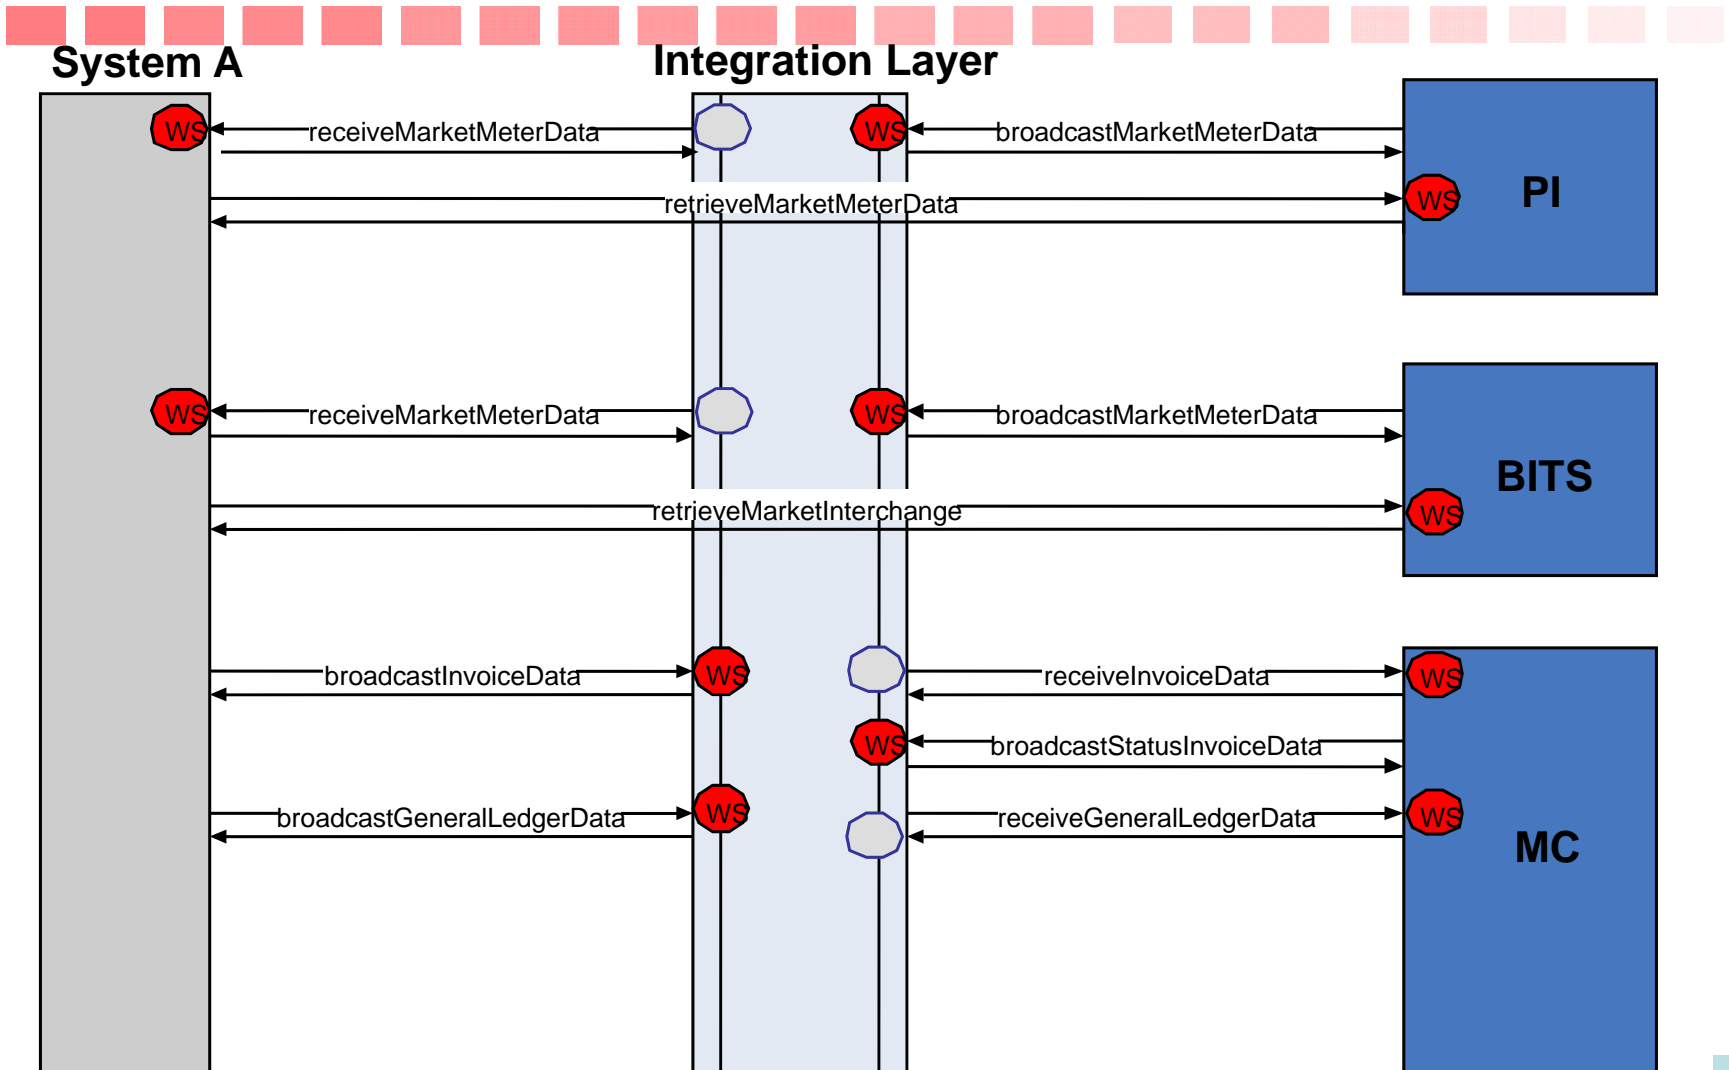 System A
Integration Layer
WS
receiveMarketMeterData
WS
broadcastMarketMeterData
PI
retrieveMarketMeterData
WS
WS
receiveMarketMeterData
WS
broadcastMarketMeterData
BITS
retrieveMarketInterchange
WS
broadcastInvoiceData
WS
receiveInvoiceData
WS
WS
broadcastStatusInvoiceData
broadcastGeneralLedgerData
WS
receiveGeneralLedgerData
WS
MC